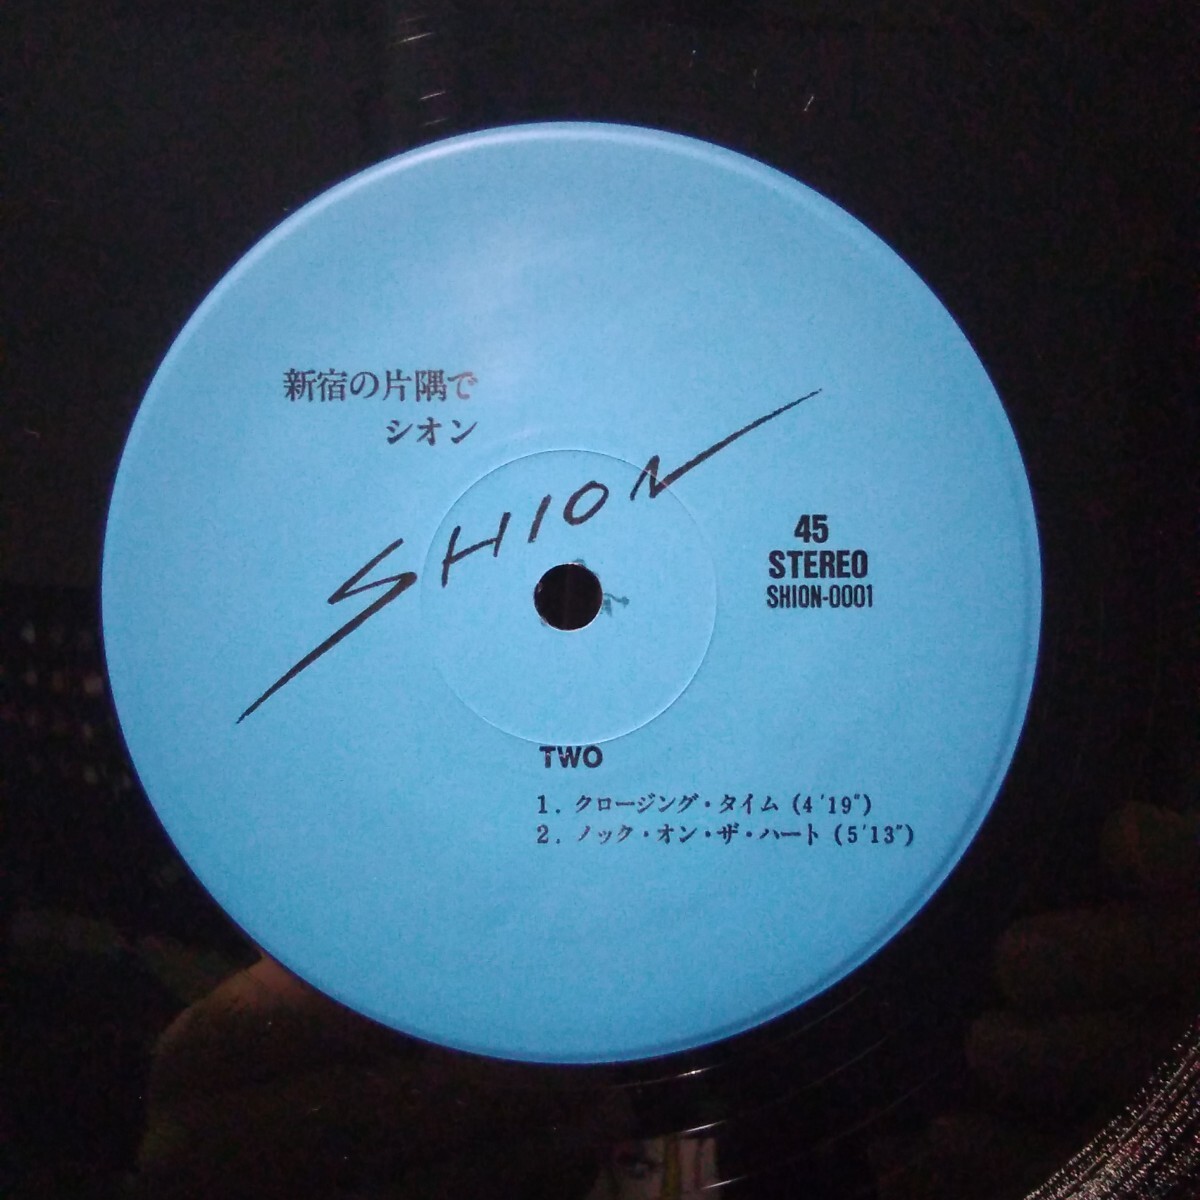 新宿の片隅で
シオン
SHION
45
STEREO
SHION-0001
TWO
1. クロージング・タイム (4'19")
2. ノック・オン・ザ・ハート (5'13")